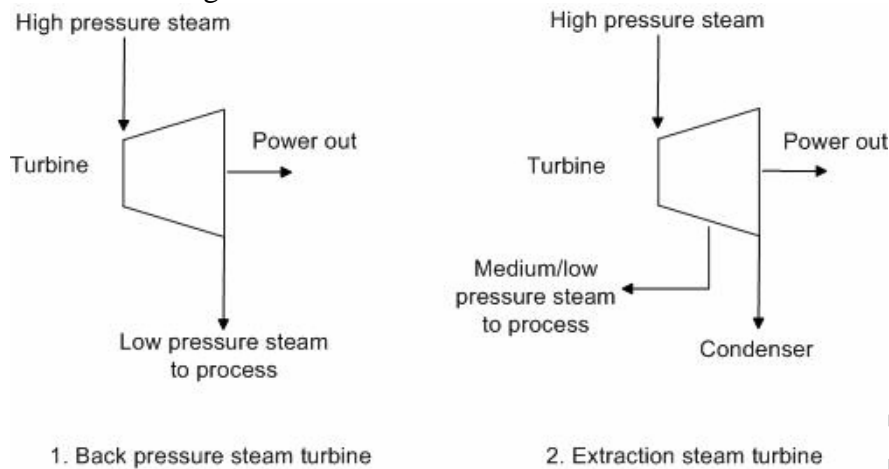 High pressure steam
Turbine
Power out
Low pressure steam
to process
1. Back pressure steam turbine
High pressure steam
Turbine
Power out
Medium/low
pressure steam
to process
Condenser
2. Extraction steam turbine